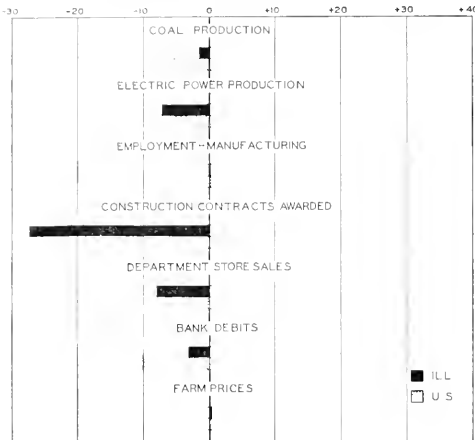 -30 -20 -10 0 +10 +20 +30 +40
COAL PRODUCTION
ELECTRIC POWER PRODUCTION
EMPLOYMENT-MANUFACTURING
CONSTRUCTION CONTRACTS AWARDED
DEPARTMENT STORE SALES
BANK DEBITS
FARM PRICES
ILL
U S